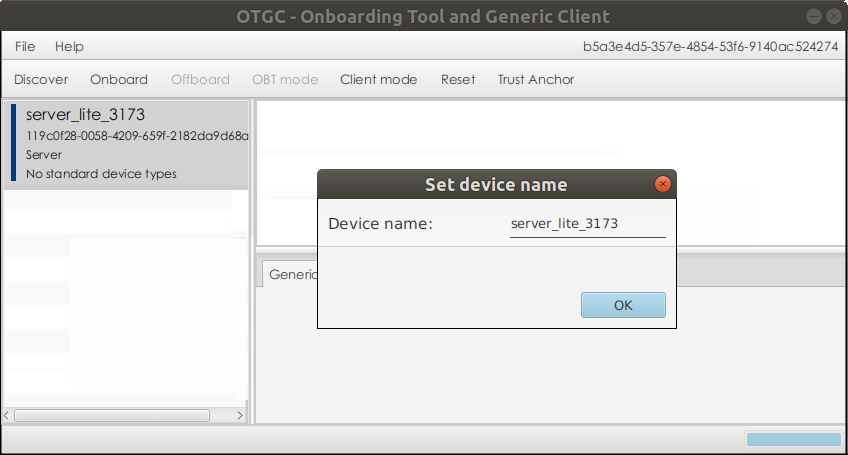 OTGC - Onboarding Tool and Generic Client
File Help b5a3e4d5-357e-4854-53f6-9140ac524274
Discover Onboard Offboard OBT mode Client mode Reset Trust Anchor
server_lite_3173
119c0f28-0058-4209-659f-2182da9d68a
Server
No standard device types
Set device name
Device name: server_lite_3173
Generic
OK